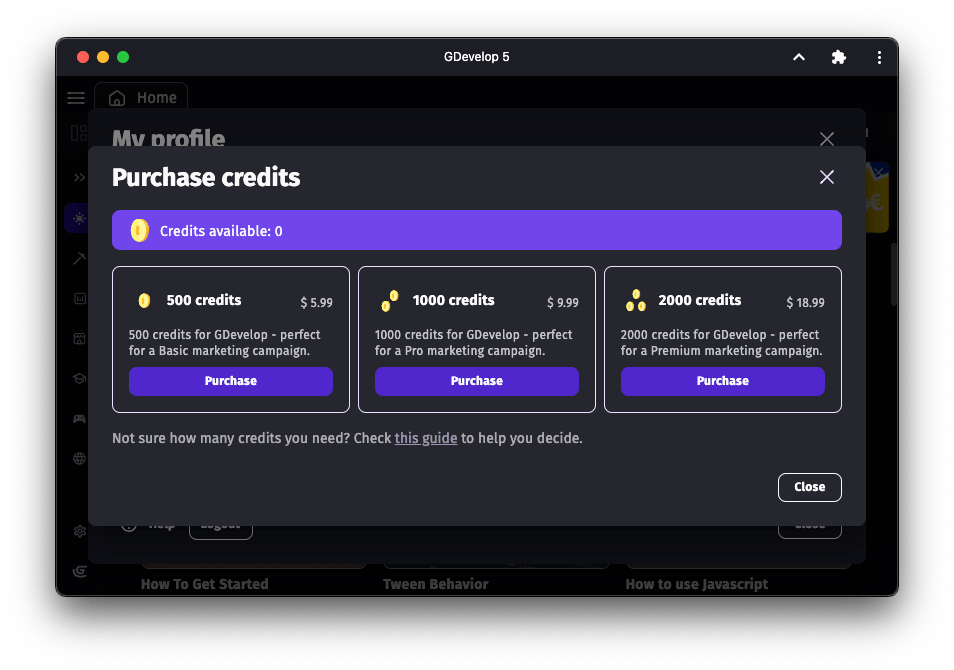 GDevelop 5
Home
My profile
Purchase credits
Credits available: 0
500 credits
$ 5.99
500 credits for GDevelop - perfect
for a Basic marketing campaign.
Purchase
1000 credits
$ 9.99
1000 credits for GDevelop - perfect
for a Pro marketing campaign.
Purchase
2000 credits
$ 18.99
2000 credits for GDevelop - perfect
for a Premium marketing campaign.
Purchase
Not sure how many credits you need? Check this guide to help you decide.
Close
Help
Logout
Close
How To Get Started
Tween Behavior
How to use Javascript